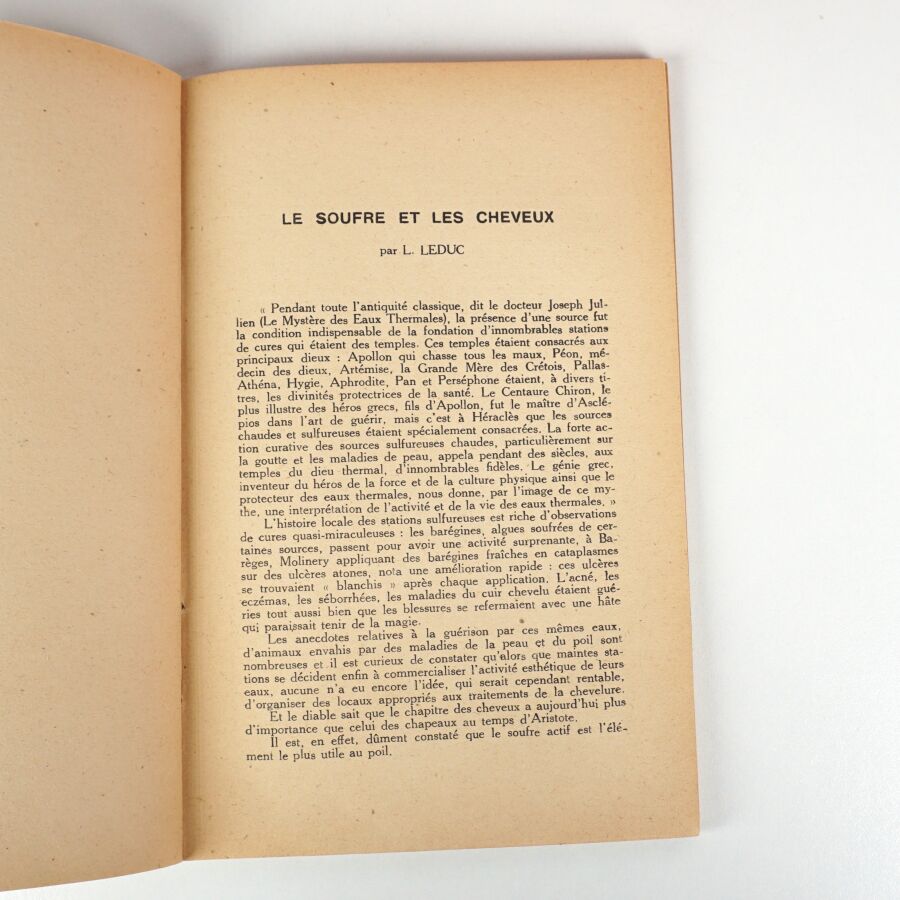 LE SOUFRE ET LES CHEVEUX
par L. LEDUC
« Pendant toute l'antiquité classique, dit le docteur Joseph Jul-
lien (Le Mystère des Eaux Thermales), la présence d'une source fut
la condition indispensable de la fondation d'innombrables stations
de cures qui étaient des temples. Ces temples étaient consacrés aux
principaux dieux : Apollon qui chasse tous les maux, Péon, mé-
decin des dieux, Artémise, la Grande Mère des Crétois, Pallas-
Athéna, Hygie, Aphrodite, Pan et Perséphone étaient, à divers ti-
tres, les divinités protectrices de la santé. Le Centaure Chiron, le
plus illustre des héros grecs, fils d'Apollon, fut le maître d'Asclé-
pios dans l'art de guérir, mais c'est à Héraclès que les sources
chaudes et sulfureuses étaient spécialement consacrées. La forte ac-
tion curative des sources sulfureuses chaudes, particulièrement sur
la goutte et les maladies de peau, appela pendant des siècles, aux
temples du dieu thermal, d'innombrables fidèles. Le génie grec,
inventeur du héros de la force et de la culture physique ainsi que le
protecteur des eaux thermales, nous donne, par l'image de ce my-
the, une interprétation de l'activité et de la vie des eaux thermales. »
L'histoire locale des stations sulfureuses est riche d'observations
de cures quasi-miraculeuses : les barégines, algues soufrées de cer-
taines sources, passent pour avoir une activité surprenante, à Ba-
règes, Molinery appliquant des barégines fraîches en cataplasmes
sur des ulcères atones, nota une amélioration rapide : ces ulcères
se trouvaient « blanchis » après chaque application. L'acné, les
eczémas, les séborrhées, les maladies du cuir chevelu étaient gué-
ries tout aussi bien que les blessures se refermaient avec une hâte
qui paraissait tenir de la magie.
Les anecdotes relatives à la guérison par ces mêmes eaux,
d'animaux envahis par des maladies de la peau et du poil sont
nombreuses et il est curieux de constater qu'alors que maintes sta-
tions se décident enfin à commercialiser l'activité esthétique de leurs
eaux, aucune n'a eu encore l'idée, qui serait cependant rentable,
d'organiser des locaux appropriés aux traitements de la chevelure.
Et le diable sait que le chapitre des cheveux a aujourd'hui plus
d'importance que celui des chapeaux au temps d'Aristote.
Il est, en effet, dûment constaté que le soufre actif est l'élé-
ment le plus utile au poil.